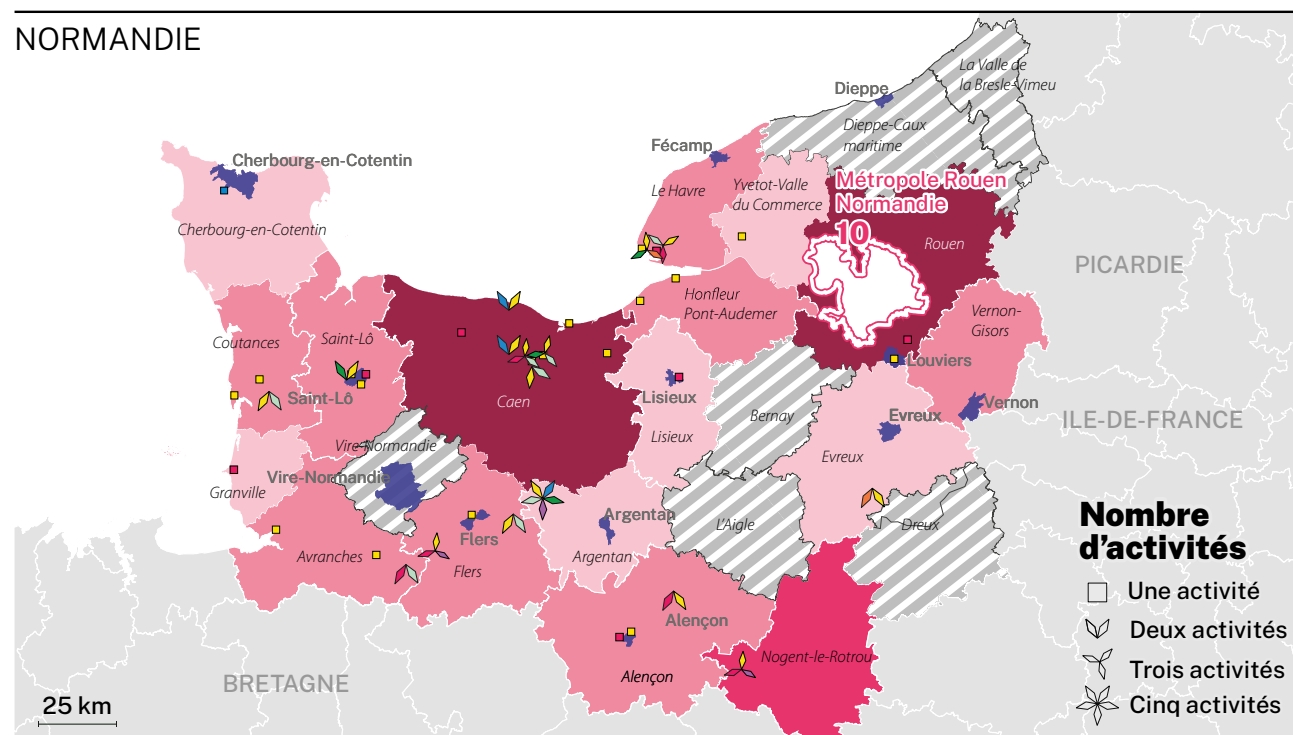 NORMANDIE
La Valle de
la Bresle-Vimeu
Dieppe
Dieppe-Caux
maritime
Fécamp
Cherbourg-en-Cotentin
Le Havre
Yvetot-Valle
du Commerce
Métropole Rouen
Normandie
10
Rouen
Cherbourg-en-Cotentin
PICARDIE
Honfleur
Pont-Audemer
Vernon-
Gisors
Coutances
Saint-Lô
Louviers
Saint-Lô
Caen
Lisieux
Bernay
Evreux
Vernon
ILE-DE-FRANCE
Vire-Normandie
Lisieux
Evreux
Vire-Normandie
Granville
Argentan
L'Aigle
Dreux
Flers
Avranches
Flers
Argentan
Alençon
Nogent-le-Rotrou
Alençon
BRETAGNE
25 km
Nombre
d'activités
Une activité
Deux activités
Trois activités
Cinq activités